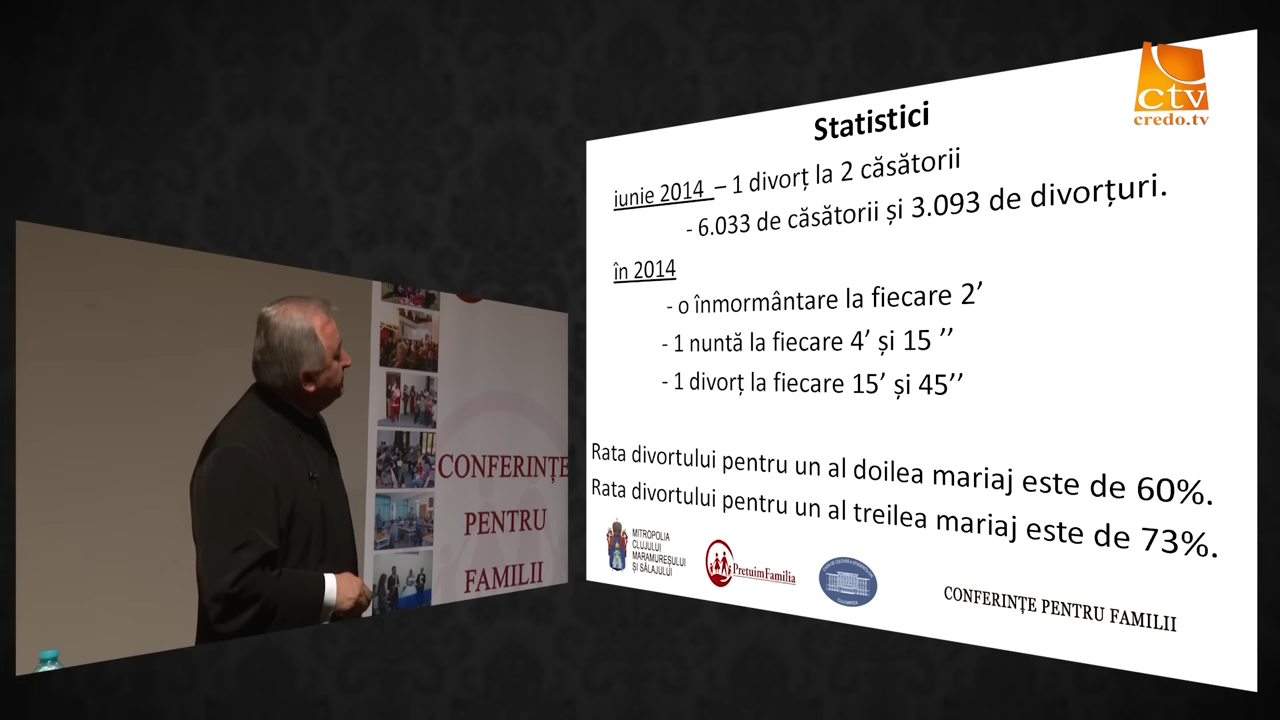 ctv
credo.tv
Statistici
iunie 2014 – 1 divorț la 2 căsătorii
- 6.033 de căsătorii și 3.093 de divorțuri.
în 2014
- o înmormântare la fiecare 2’
- 1 nuntă la fiecare 4’ și 15 ’’
- 1 divorț la fiecare 15’ și 45’’
Rata divortului pentru un al doilea mariaj este de 60%.
Rata divortului pentru un al treilea mariaj este de 73%.
MITROPOLIA
CLUJULUI
MARAMUREȘULUI
ȘI SĂLAJULUI
PretuimFamilia
CONFERINȚE PENTRU FAMILII
CONFERINȚE
PENTRU
FAMILII